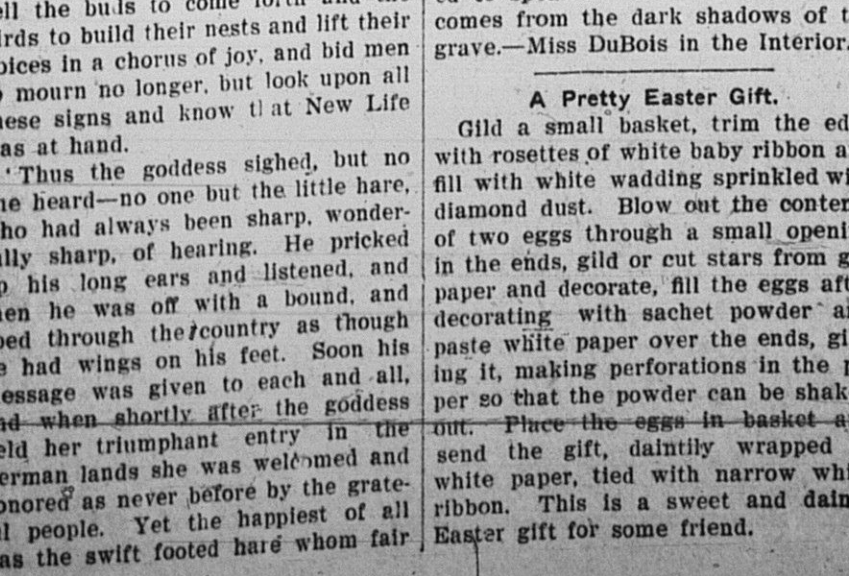 ell the buds to come forth and the
irds to build their nests and lift their
oices in a chorus of joy, and bid men
o mourn no longer, but look upon all
hese signs and know that New Life
as at hand.
"Thus the goddess sighed, but no
ne heard—no one but the little hare,
ho had always been sharp, wonder-
ully sharp, of hearing. He pricked
p his long ears and listened, and
hen he was off with a bound, and
ped through the country as though
e had wings on his feet. Soon his
essage was given to each and all,
nd when shortly after the goddess
eld her triumphant entry in the
erman lands she was welcomed and
onored as never before by the grate-
ul people. Yet the happiest of all
as the swift footed hare whom fair
comes from the dark shadows of t
grave.—Miss DuBois in the Interior.
A Pretty Easter Gift.
Gild a small basket, trim the ed
with rosettes of white baby ribbon a
fill with white wadding sprinkled wi
diamond dust. Blow out the conten
of two eggs through a small openi
in the ends, gild or cut stars from g
paper and decorate, fill the eggs aft
decorating with sachet powder a
paste white paper over the ends, gi
ing it, making perforations in the p
per so that the powder can be shak
out. Place the eggs in basket a
send the gift, daintily wrapped
white paper, tied with narrow whi
ribbon. This is a sweet and dain
Easter gift for some friend.